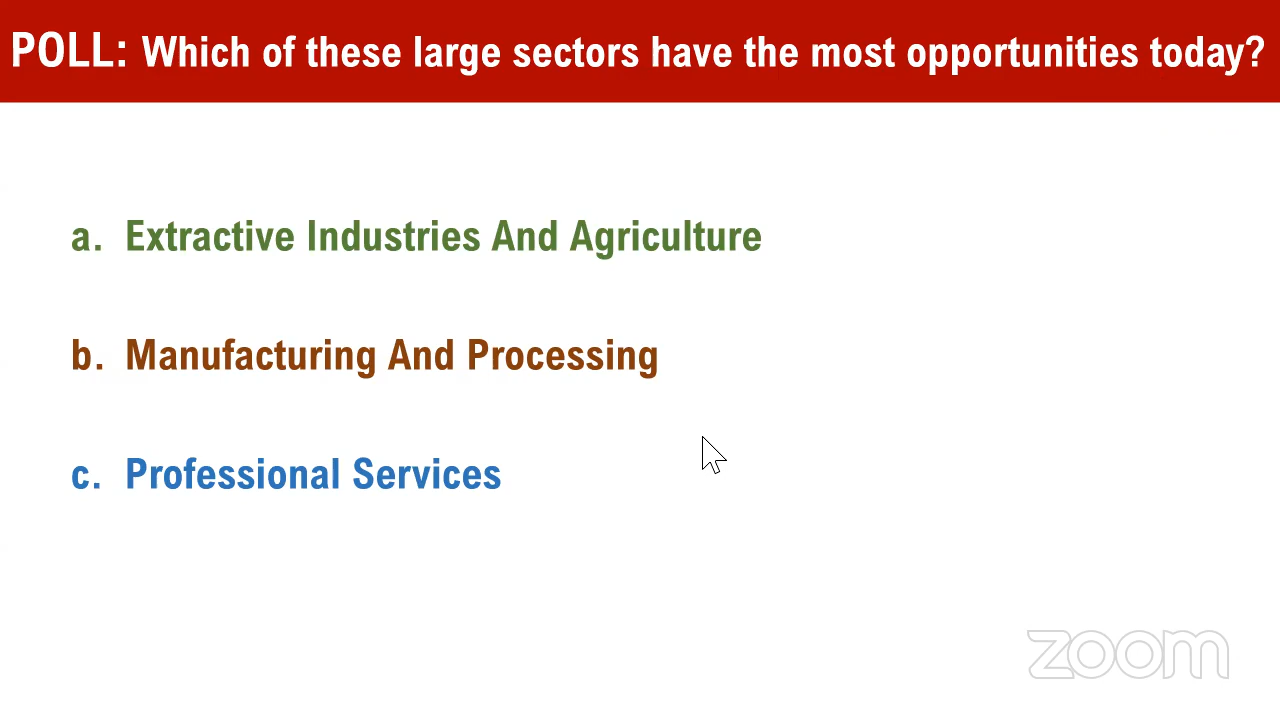 POLL: Which of these large sectors have the most opportunities today?
a. Extractive Industries And Agriculture
b. Manufacturing And Processing
c. Professional Services
zoom